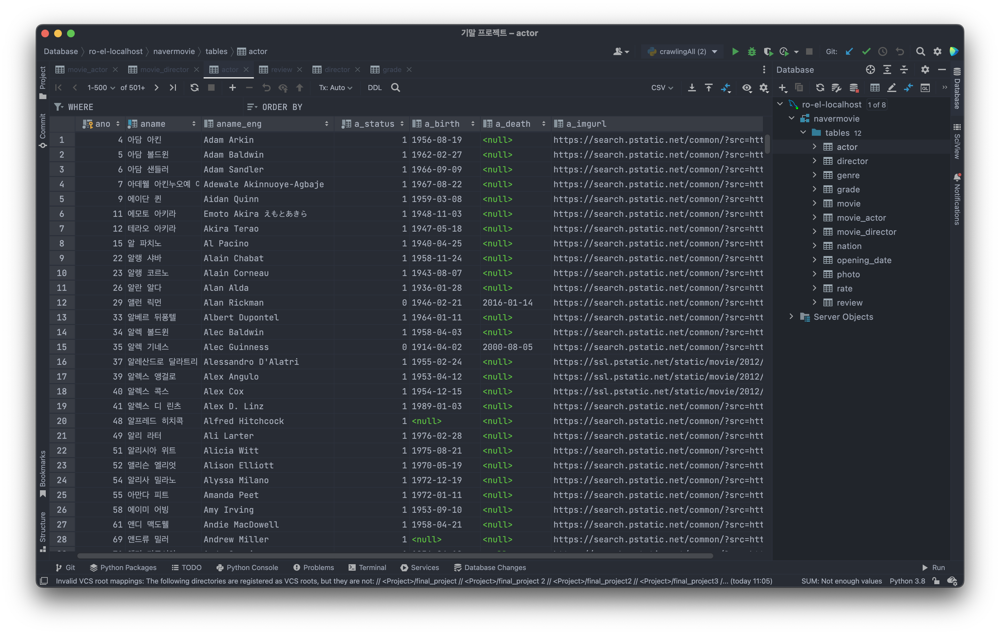 기말 프로젝트 – actor
Database ro-el-localhost navermovie tables actor
crawlingAll (2) Git:
movie_actor movie_director actor review director grade
Database
1-500 of 501+ Tx: Auto DDL CSV
WHERE ORDER BY
ano aname aname_eng a_status a_birth a_death a_imgurl
1 4 아담 아킨 Adam Arkin 1 1956-08-19 <null> https://search.pstatic.net/common/?src=htt
2 5 아담 볼드윈 Adam Baldwin 1 1962-02-27 <null> https://search.pstatic.net/common/?src=htt
3 6 아담 샌들러 Adam Sandler 1 1966-09-09 <null> https://search.pstatic.net/common/?src=htt
4 7 아데웰 아킨누오예 Adewale Akinnuoye-Agbaje 1 1967-08-22 <null> https://search.pstatic.net/common/?src=htt
5 9 에이단 퀸 Aidan Quinn 1 1959-03-08 <null> https://search.pstatic.net/common/?src=htt
6 11 에모토 아키라 Emoto Akira えもとあきら 1 1948-11-03 <null> https://search.pstatic.net/common/?src=htt
7 12 테라오 아키라 Akira Terao 1 1947-05-18 <null> https://search.pstatic.net/common/?src=htt
8 15 알 파치노 Al Pacino 1 1940-04-25 <null> https://search.pstatic.net/common/?src=htt
9 22 알랭 샤바 Alain Chabat 1 1958-11-24 <null> https://search.pstatic.net/common/?src=htt
10 23 알랭 코르노 Alain Corneau 1 1943-08-07 <null> https://search.pstatic.net/common/?src=htt
11 26 알란 알다 Alan Alda 1 1936-01-28 <null> https://search.pstatic.net/common/?src=htt
12 29 앨런 릭먼 Alan Rickman 0 1946-02-21 2016-01-14 https://search.pstatic.net/common/?src=htt
13 33 알베르 뒤퐁텔 Albert Dupontel 1 1964-01-11 <null> https://search.pstatic.net/common/?src=htt
14 34 알렉 볼드윈 Alec Baldwin 1 1958-04-03 <null> https://search.pstatic.net/common/?src=htt
15 35 알렉 기네스 Alec Guinness 0 1914-04-02 2000-08-05 https://search.pstatic.net/common/?src=htt
16 37 알레산드로 달라트리 Alessandro D'Alatri 1 1955-02-24 <null> https://ssl.pstatic.net/static/movie/2012/
17 39 알렉스 앵걸로 Alex Angulo 1 1953-04-12 <null> https://ssl.pstatic.net/static/movie/2012/
18 40 알렉스 콕스 Alex Cox 1 1954-12-15 <null> https://ssl.pstatic.net/static/movie/2012/
19 41 알렉스 디 린츠 Alex D. Linz 1 1989-01-03 <null> https://search.pstatic.net/common/?src=htt
20 48 알프레드 히치콕 Alfred Hitchcock 1 <null> <null> https://search.pstatic.net/common/?src=htt
21 49 알리 라터 Ali Larter 1 1976-02-28 <null> https://search.pstatic.net/common/?src=htt
22 51 알리시아 위트 Alicia Witt 1 1975-08-21 <null> https://search.pstatic.net/common/?src=htt
23 52 앨리슨 엘리엇 Alison Elliott 1 1970-05-19 <null> https://search.pstatic.net/common/?src=htt
24 54 알리사 밀라노 Alyssa Milano 1 1972-12-19 <null> https://search.pstatic.net/common/?src=htt
25 55 아만다 피트 Amanda Peet 1 1972-01-11 <null> https://search.pstatic.net/common/?src=htt
26 58 에이미 어빙 Amy Irving 1 1953-09-10 <null> https://search.pstatic.net/common/?src=htt
27 61 앤디 맥도웰 Andie MacDowell 1 1958-04-21 <null> https://search.pstatic.net/common/?src=htt
28 69 앤드류 밀러 Andrew Miller 1 <null> <null> https://search.pstatic.net/common/?src=htt
ro-el-localhost 1 of 8
navermovie
tables 12
actor
director
genre
grade
movie
movie_actor
movie_director
nation
opening_date
photo
rate
review
Server Objects
Project
Commit
Bookmarks
Structure
Database
SciView
Notifications
Git Python Packages TODO Python Console Problems Terminal Services Database Changes Run
Invalid VCS root mappings: The following directories are registered as VCS roots, but they are not: // <Project>/final_project // <Project>/final_project 2 // <Project>/final_project2 // <Project>/final_project3 /... (today 11:05) SUM: Not enough values Python 3.8